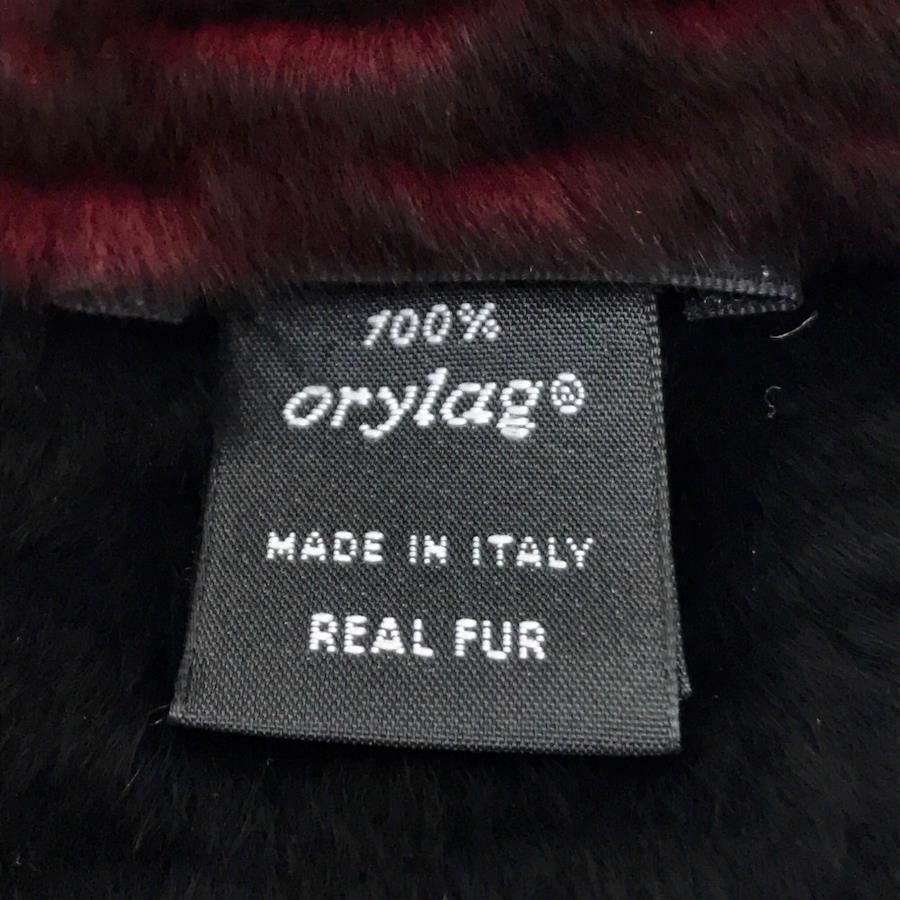 100%
orylag®
MADE IN ITALY
REAL FUR